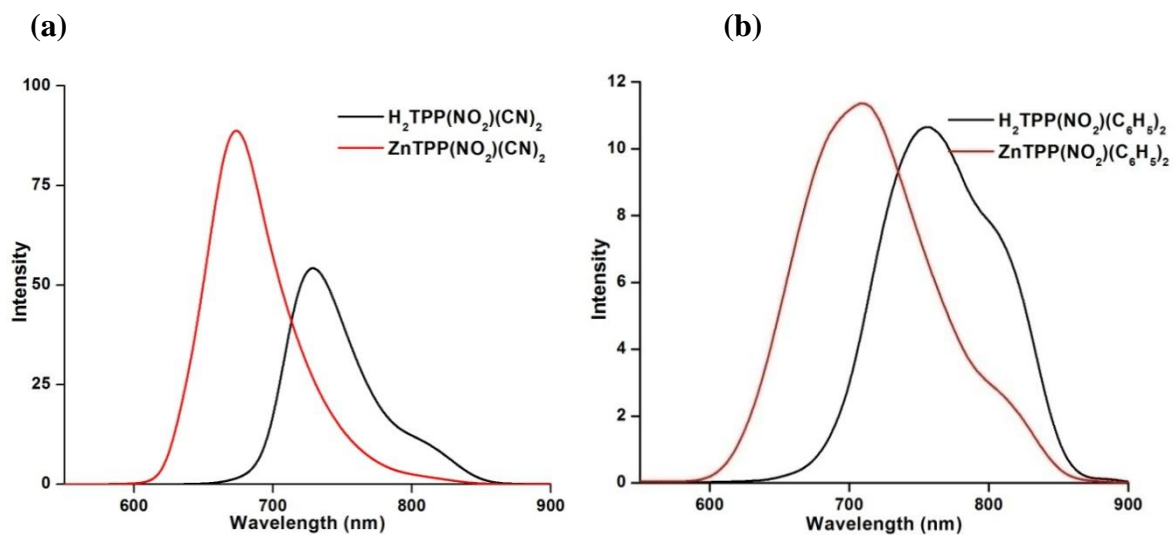 (a)
(b)
100
75
50
25
0
Intensity
600
700
800
900
Wavelength (nm)
H₂TPP(NO₂)(CN)₂
ZnTPP(NO₂)(CN)₂
12
10
8
6
4
2
0
Intensity
600
700
800
900
Wavelength (nm)
H₂TPP(NO₂)(C₆H₅)₂
ZnTPP(NO₂)(C₆H₅)₂